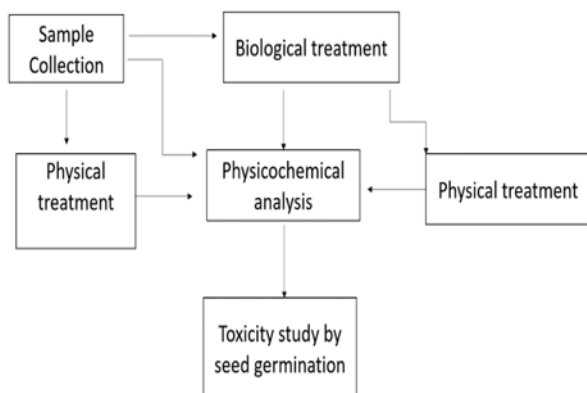 Sample
Collection
Biological treatment
Physical
treatment
Physicochemical
analysis
Physical treatment
Toxicity study by
seed germination